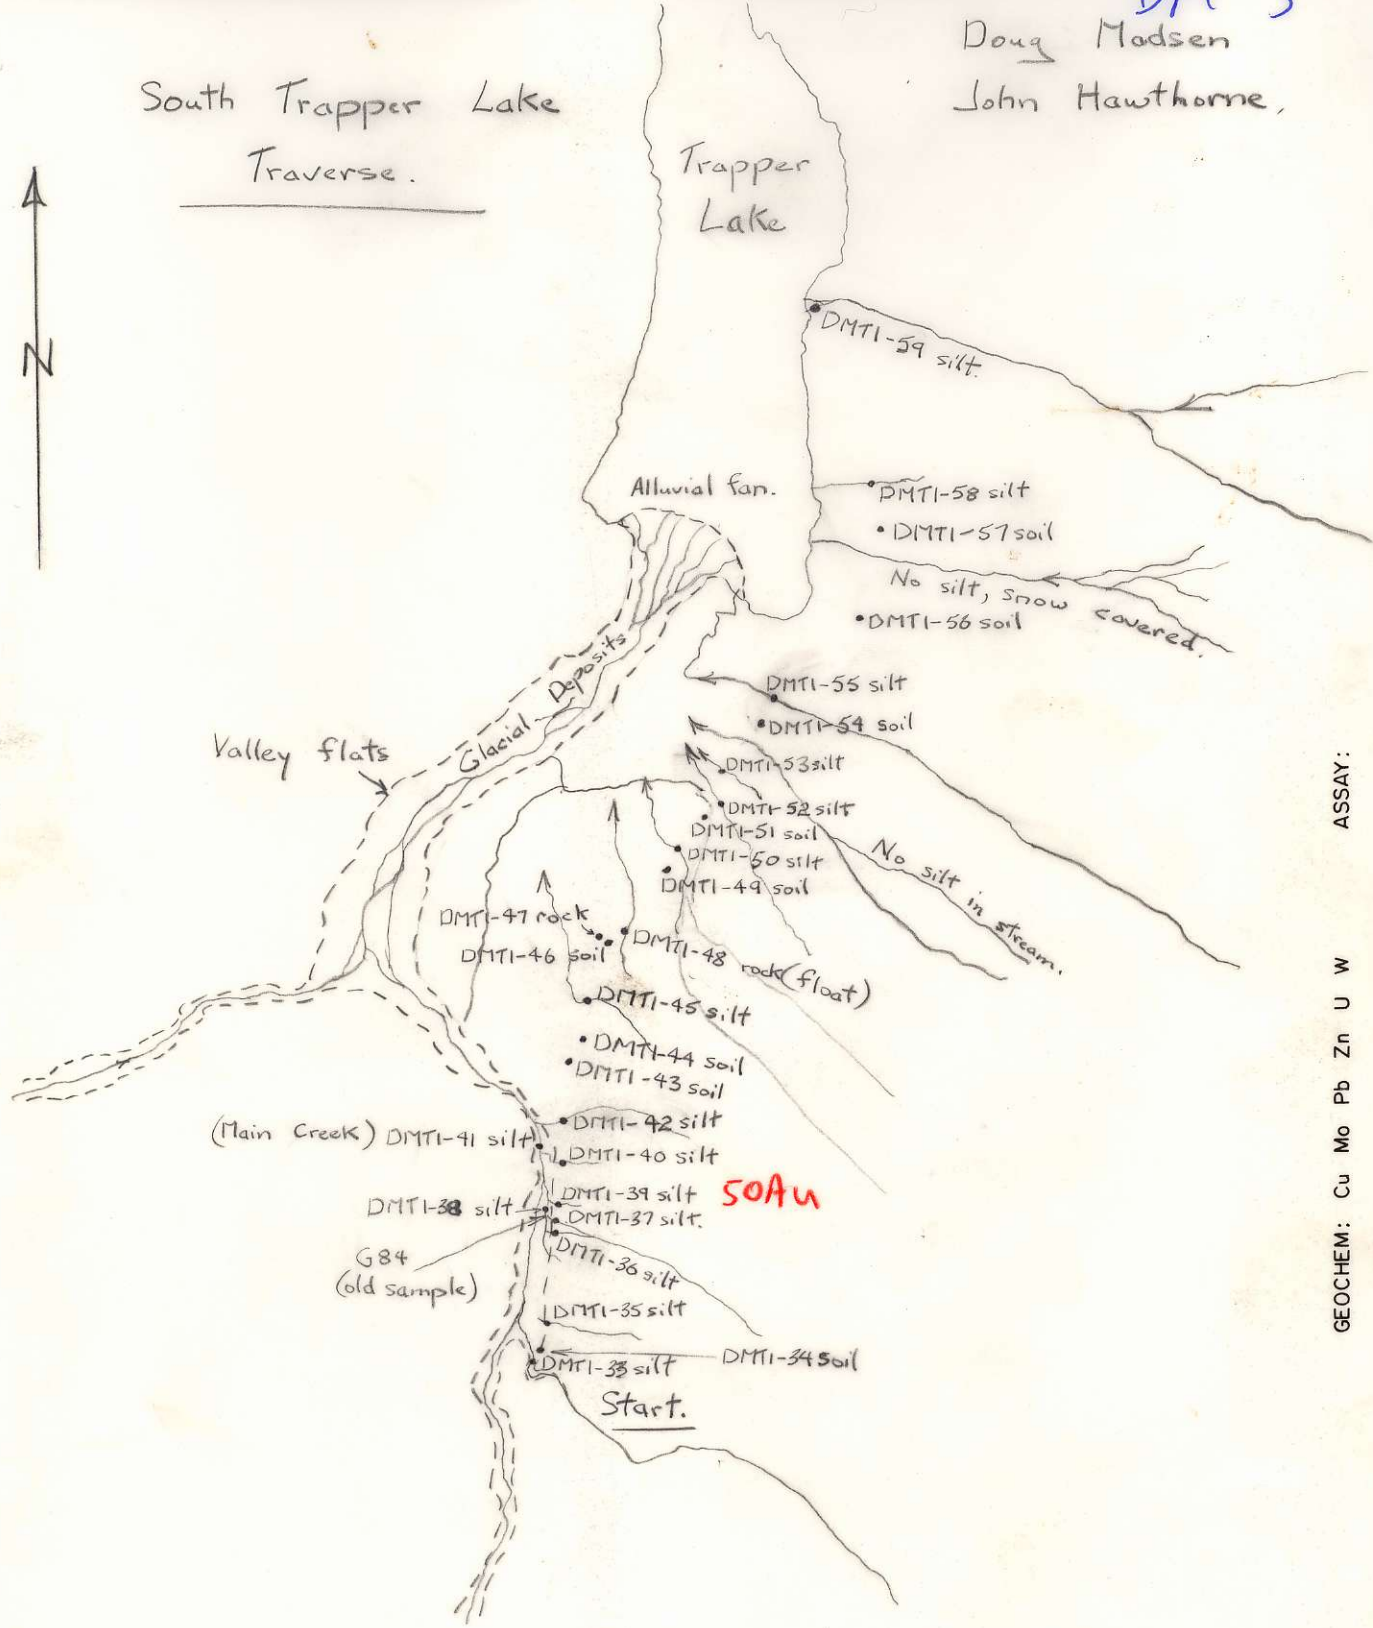 Doug Madsen
John Hawthorne.
South Trapper Lake
Traverse.
Trapper
Lake
N
DMT1-59 silt.
Alluvial fan.
DMT1-58 silt
DMT1-57 soil
No silt, snow covered.
DMT1-56 soil
Glacial Deposits
DMT1-55 silt
DMT1-54 soil
Valley flats
DMT1-53 silt
DMT1-52 silt
DMT1-51 soil
DMT1-50 silt
DMT1-49 soil
No silt in stream.
DMT1-47 rock
DMT1-46 soil
DMT1-48 rock (float)
DMT1-45 silt
DMT1-44 soil
DMT1-43 soil
DMT1-42 silt
(Main Creek) DMT1-41 silt
DMT1-40 silt
DMT1-39 silt
50Au
DMT1-38 silt
DMT1-37 silt.
G84
(old sample)
DMT1-36 silt
DMT1-35 silt
DMT1-34 soil
DMT1-33 silt
Start.
GEOCHEM: Cu Mo Pb Zn U W ASSAY: